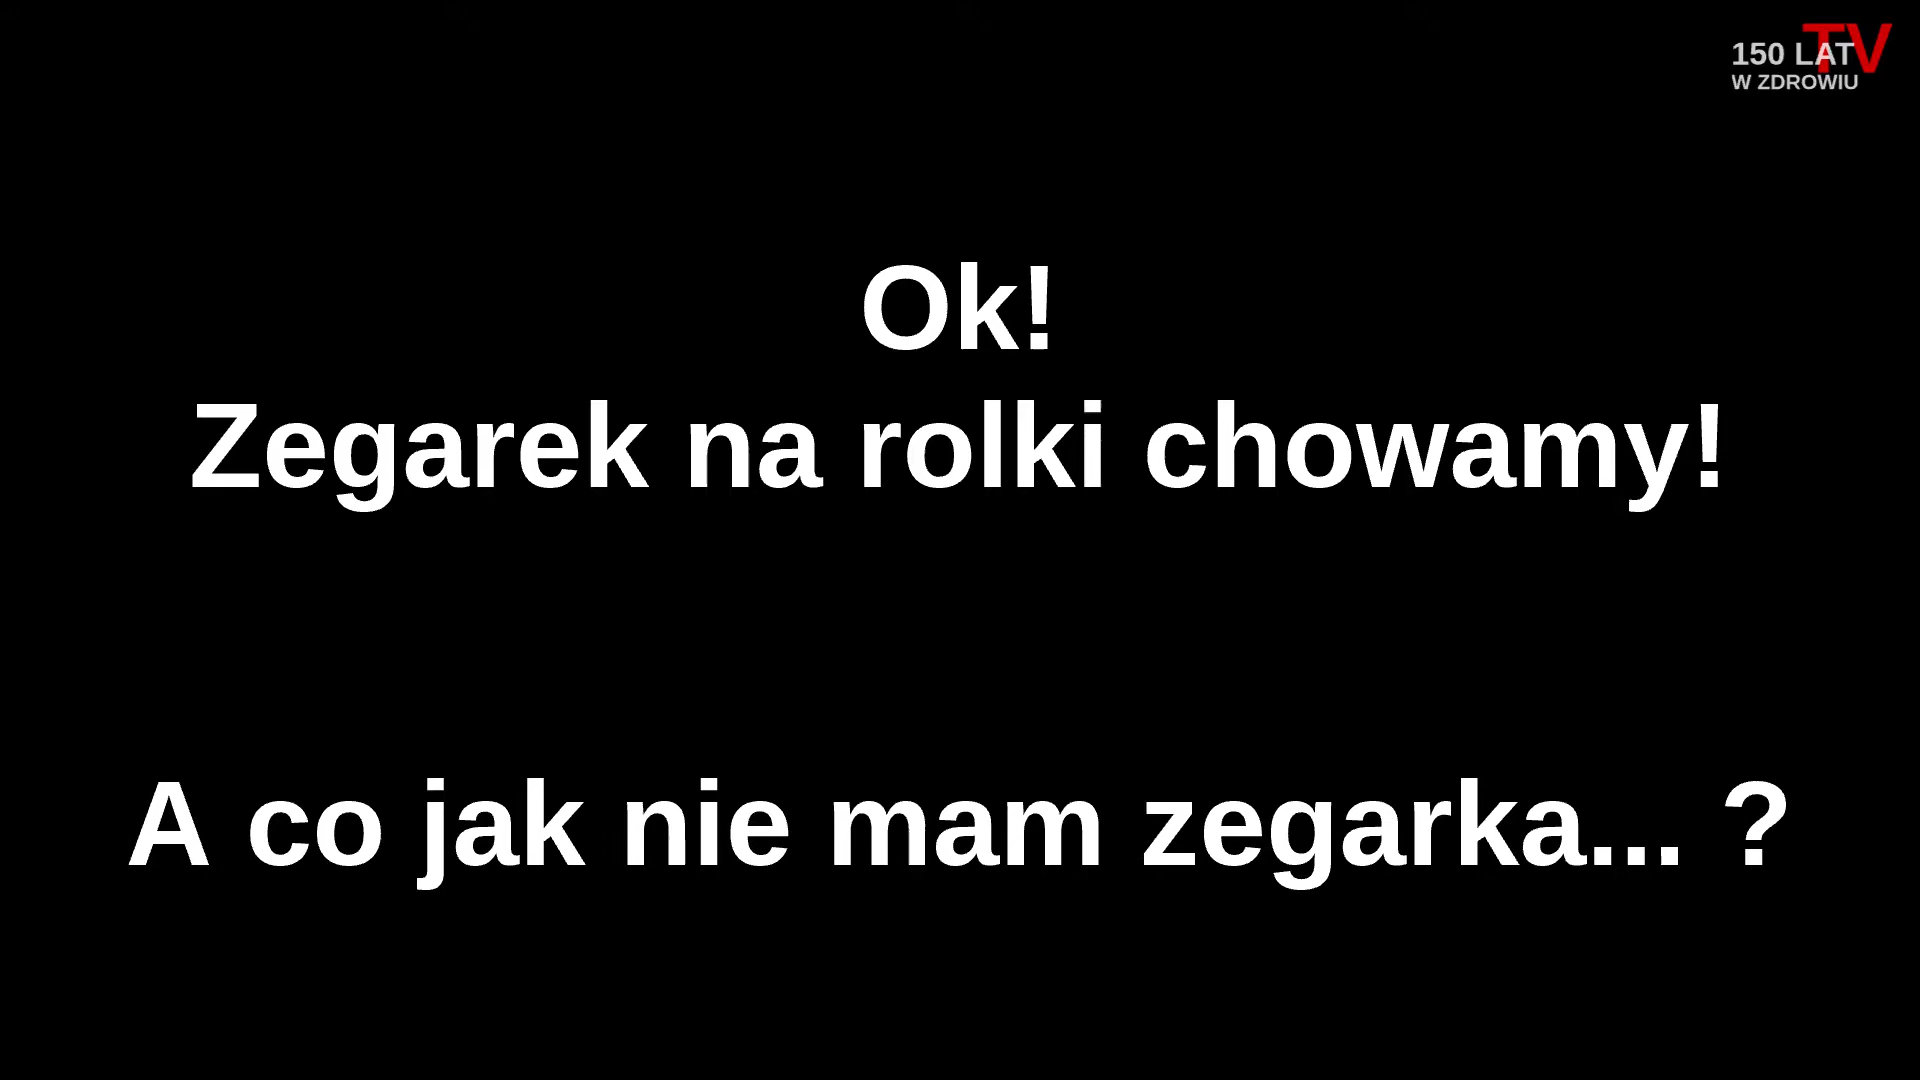 150 LAT TV
W ZDROWIU
Ok!
Zegarek na rolki chowamy!
A co jak nie mam zegarka... ?